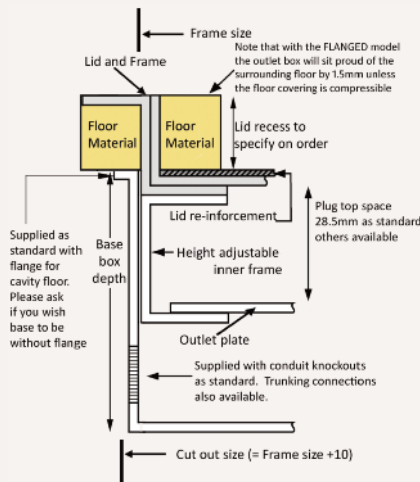 Frame size
Note that with the FLANGED model
the outlet box will sit proud of the
surrounding floor by 1.5mm unless
the floor covering is compressible
Lid and Frame
Floor
Material
Floor
Material
Lid recess to
specify on order
Lid re-inforcement
Plug top space
28.5mm as standard
others available
Supplied as
standard with
flange for
cavity floor.
Please ask
if you wish
base to be
without flange
Base
box
depth
Height adjustable
inner frame
Outlet plate
Supplied with conduit knockouts
as standard. Trunking connections
also available.
Cut out size (= Frame size +10)